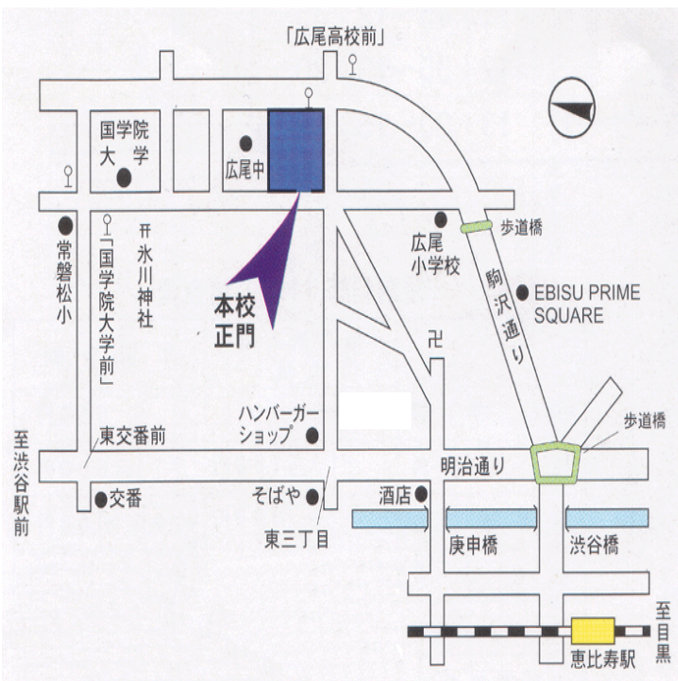 「広尾高校前」
国学院
大　学
広尾中
常磐松小
「国学院大学前」
氷川神社
本校
正門
広尾
小学校
歩道橋
駒沢通り
EBISU PRIME
SQUARE
卍
ハンバーガー
ショップ
歩道橋
東交番前
至渋谷駅前
明治通り
交番
そばや
酒店
東三丁目
庚申橋
渋谷橋
至目黒
恵比寿駅